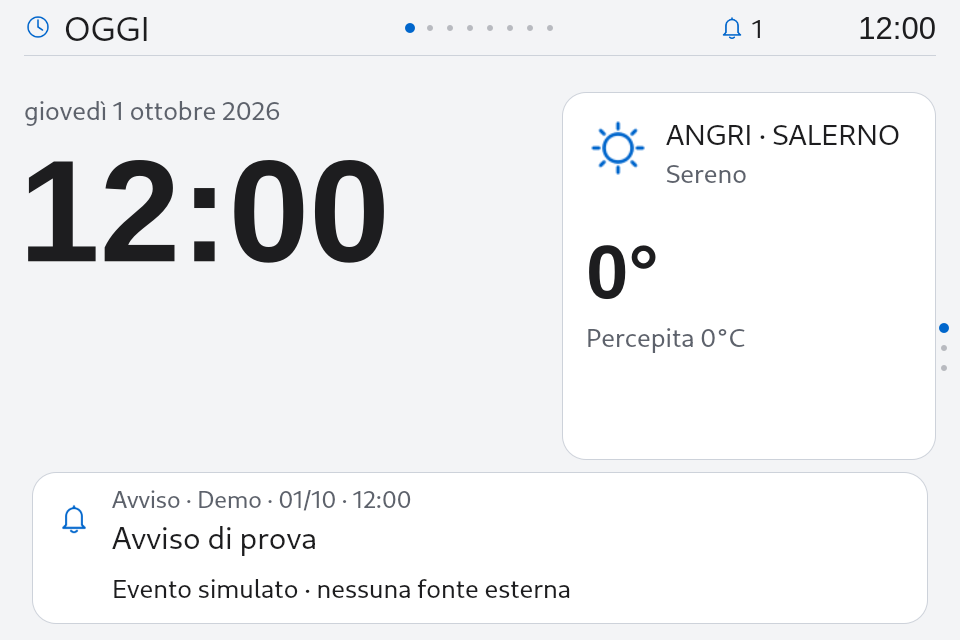 OGGI
1
12:00
giovedì 1 ottobre 2026
12:00
ANGRI · SALERNO
Sereno
0°
Percepita 0°C
Avviso · Demo · 01/10 · 12:00
Avviso di prova
Evento simulato · nessuna fonte esterna